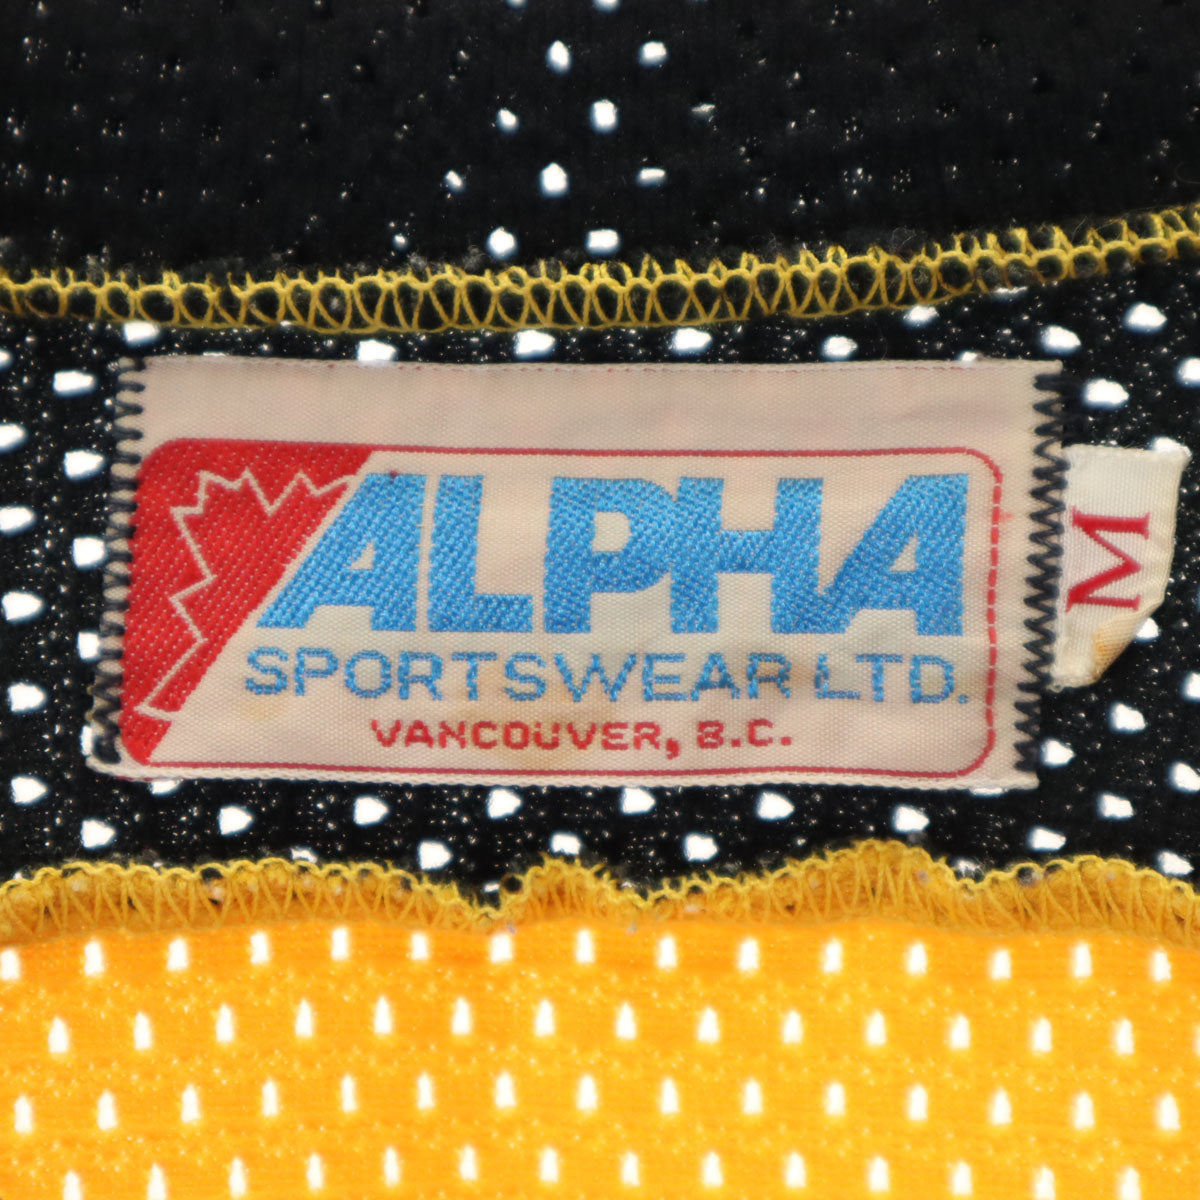 ALPHA
SPORTSWEAR LTD.
VANCOUVER, B.C.
M